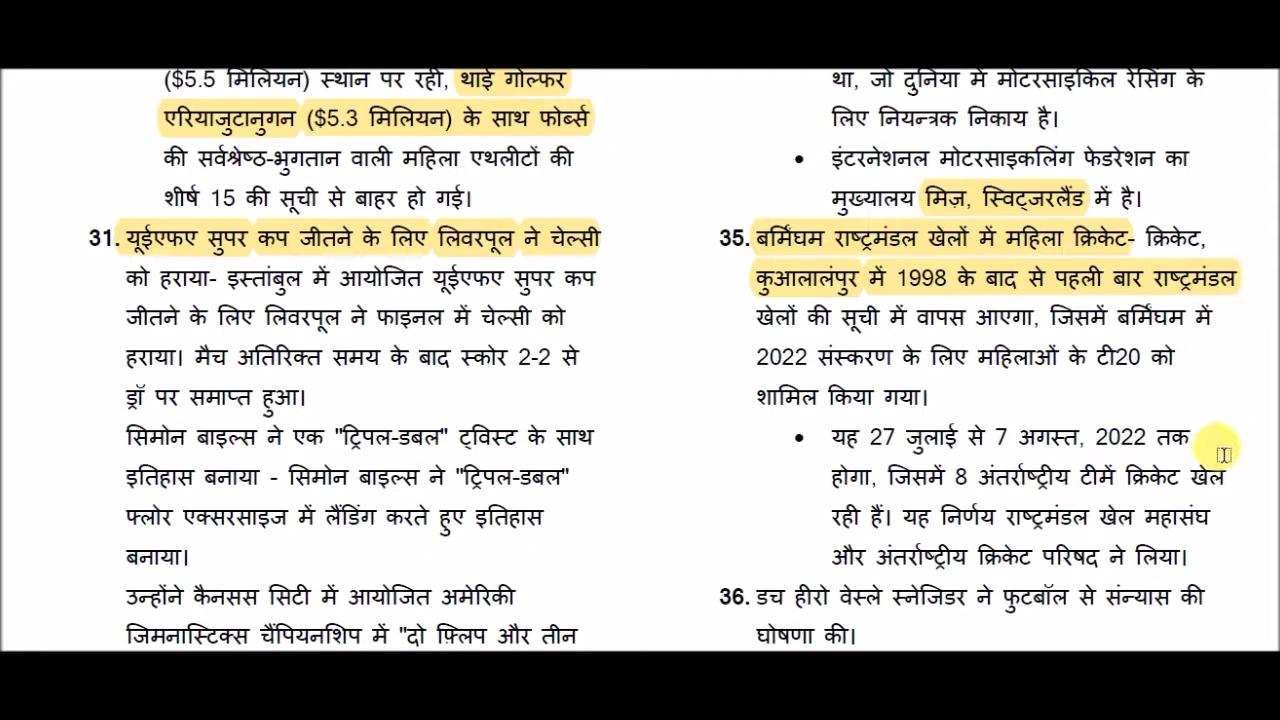 ($5.5 मिलियन) स्थान पर रही, थाई गोल्फर
एरियाजुटानुगन ($5.3 मिलियन) के साथ फोर्ब्स
की सर्वश्रेष्ठ-भुगतान वाली महिला एथलीटों की
शीर्ष 15 की सूची से बाहर हो गई।
31. यूईएफए सुपर कप जीतने के लिए लिवरपूल ने चेल्सी
को हराया- इस्तांबुल में आयोजित यूईएफए सुपर कप
जीतने के लिए लिवरपूल ने फाइनल में चेल्सी को
हराया। मैच अतिरिक्त समय के बाद स्कोर 2-2 से
ड्रॉ पर समाप्त हुआ।
सिमोन बाइल्स ने एक "ट्रिपल-डबल" ट्विस्ट के साथ
इतिहास बनाया - सिमोन बाइल्स ने "ट्रिपल-डबल"
फ्लोर एक्सरसाइज में लैंडिंग करते हुए इतिहास
बनाया।
उन्होंने कैनसस सिटी में आयोजित अमेरिकी
जिमनास्टिक्स चैंपियनशिप में "दो फ़्लिप और तीन
था, जो दुनिया में मोटरसाइकिल रेसिंग के
लिए नियन्त्रक निकाय है।
• इंटरनेशनल मोटरसाइकलिंग फेडरेशन का
मुख्यालय मिज़, स्विट्जरलैंड में है।
35. बर्मिंघम राष्ट्रमंडल खेलों में महिला क्रिकेट- क्रिकेट,
कुआलालंपुर में 1998 के बाद से पहली बार राष्ट्रमंडल
खेलों की सूची में वापस आएगा, जिसमें बर्मिंघम में
2022 संस्करण के लिए महिलाओं के टी20 को
शामिल किया गया।
• यह 27 जुलाई से 7 अगस्त, 2022 तक
होगा, जिसमें 8 अंतर्राष्ट्रीय टीमें क्रिकेट खेल
रही हैं। यह निर्णय राष्ट्रमंडल खेल महासंघ
और अंतर्राष्ट्रीय क्रिकेट परिषद ने लिया।
36. डच हीरो वेस्ले स्नेजिडर ने फुटबॉल से संन्यास की
घोषणा की।